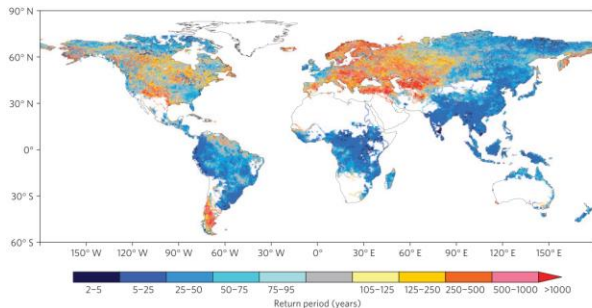 90° N
60° N
30° N
0°
30° S
60° S
150° W 120° W 90° W 60° W 30° W 0° 30° E 60° E 90° E 120° E 150° E
2–5 5–25 25–50 50–75 75–95 105–125 125–250 250–500 500–1000 >1000
Return period (years)